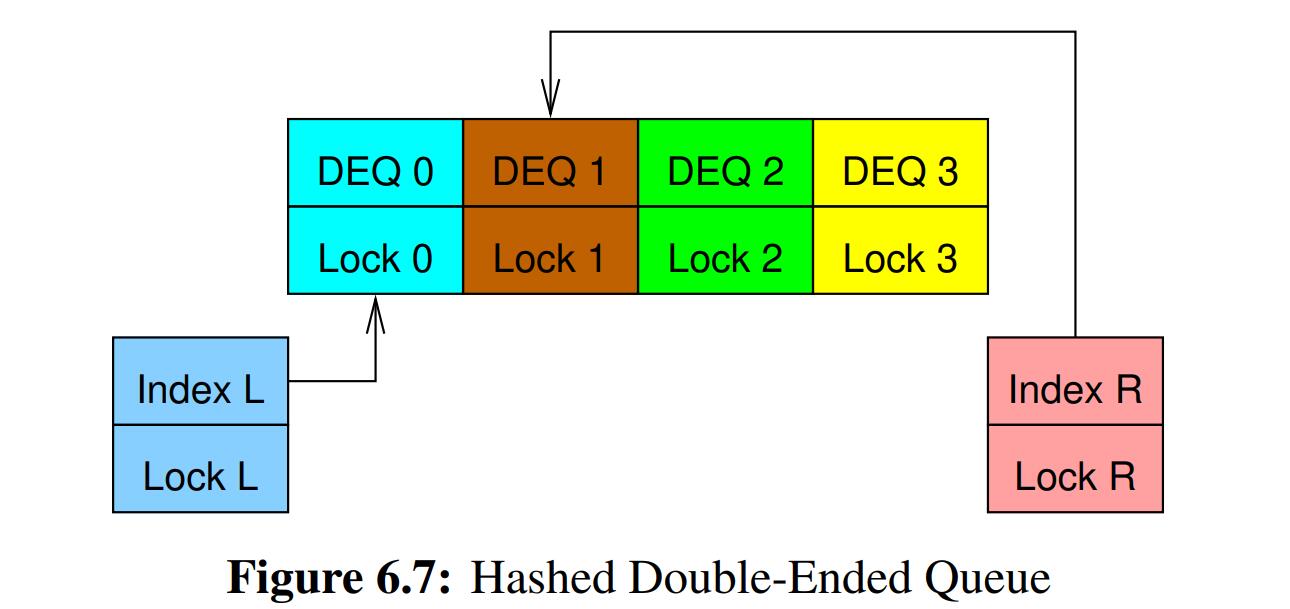 DEQ 0 DEQ 1 DEQ 2 DEQ 3
Lock 0 Lock 1 Lock 2 Lock 3
Index L Index R
Lock L Lock R
Figure 6.7: Hashed Double-Ended Queue